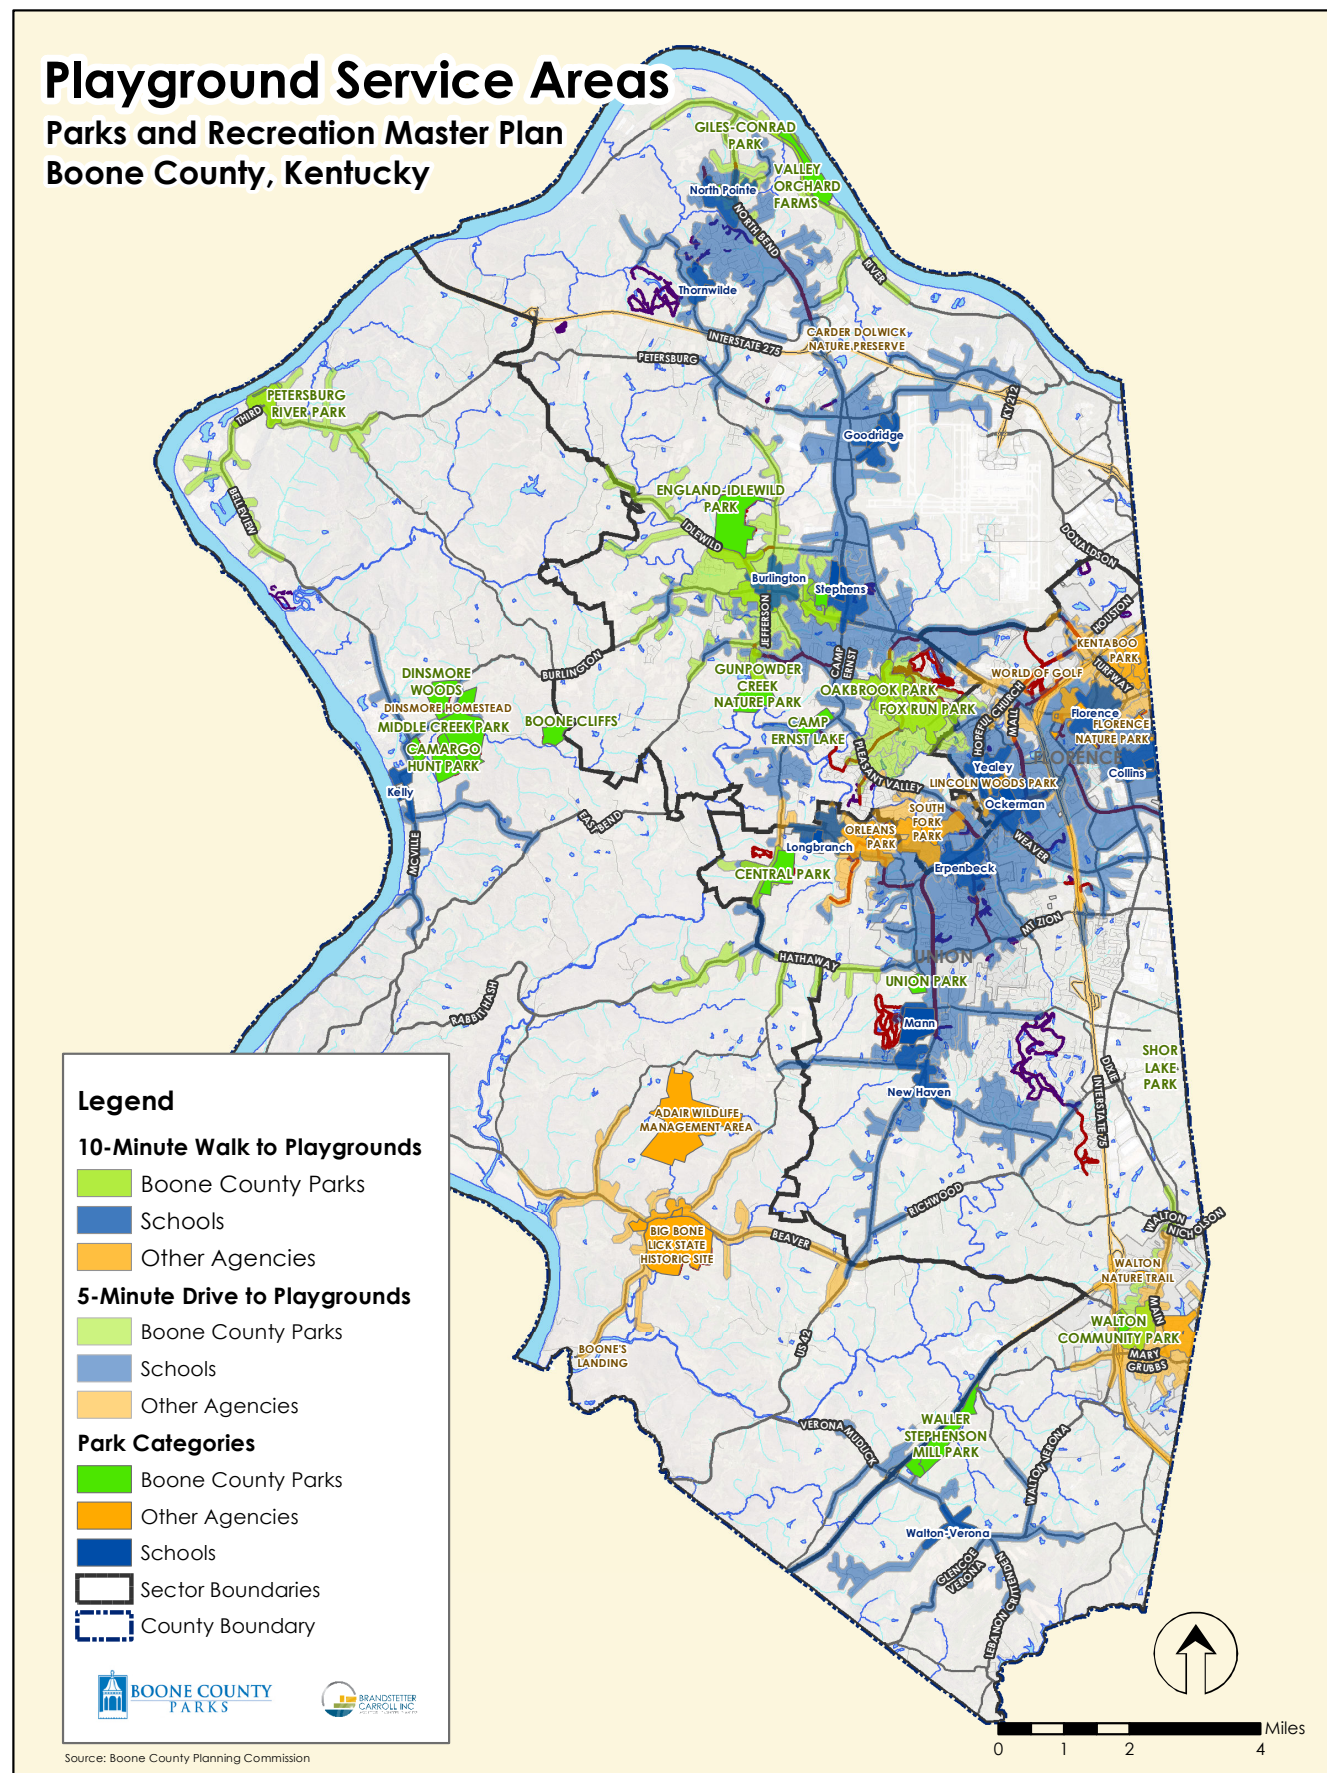 Playground Service Areas
Parks and Recreation Master Plan
Boone County, Kentucky
GILES-CONRAD
PARK
VALLEY
ORCHARD
FARMS
North Pointe
NORTH BEND
RIVER
Thornwilde
CARDER DOLWICK
NATURE PRESERVE
INTERSTATE 275
PETERSBURG
KY 212
PETERSBURG
RIVER PARK
THIRD
BELLEVIEW
Goodridge
ENGLAND-IDLEWILD
PARK
IDLEWILD
DONALDSON
Burlington
Stephens
HOUSTON
JEFFERSON
CAMP
ERNST
KENTABOO
PARK
TURFWAY
WORLD OF GOLF
BURLINGTON
GUNPOWDER
CREEK
NATURE PARK
OAKBROOK PARK
FOX RUN PARK
HOPEFUL CHURCH
MALL
DINSMORE
WOODS
DINSMORE HOMESTEAD
MIDDLE CREEK PARK
CAMARGO
HUNT PARK
BOONE CLIFFS
CAMP
ERNST LAKE
Florence
FLORENCE
NATURE PARK
FLORENCE
PLEASANT VALLEY
Yealey
Collins
LINCOLN WOODS PARK
Kelly
Ockerman
EAST BEND
SOUTH
FORK
PARK
ORLEANS
PARK
WEAVER
MCVILLE
Longbranch
Erpenbeck
CENTRAL PARK
MT ZION
HATHAWAY
UNION
UNION PARK
RABBIT HASH
Mann
SHOR
LAKE
PARK
DIXIE
INTERSTATE 75
New Haven
ADAIR WILDLIFE
MANAGEMENT AREA
RICHWOOD
WALTON
NICHOLSON
BIG BONE
LICK STATE
HISTORIC SITE
BEAVER
WALTON
NATURE TRAIL
MAIN
WALTON
COMMUNITY PARK
MARY
GRUBBS
US 42
BOONE'S
LANDING
WALLER
STEPHENSON
MILL PARK
VERONA MUDLICK
WALTON-VERONA
Walton-Verona
GLENCOE
VERONA
LEBANON CRITTENDEN
Legend
10-Minute Walk to Playgrounds
Boone County Parks
Schools
Other Agencies
5-Minute Drive to Playgrounds
Boone County Parks
Schools
Other Agencies
Park Categories
Boone County Parks
Other Agencies
Schools
Sector Boundaries
County Boundary
BOONE COUNTY
PARKS
BRANDSTETTER
CARROLL INC
Source: Boone County Planning Commission
Miles
0 1 2 4